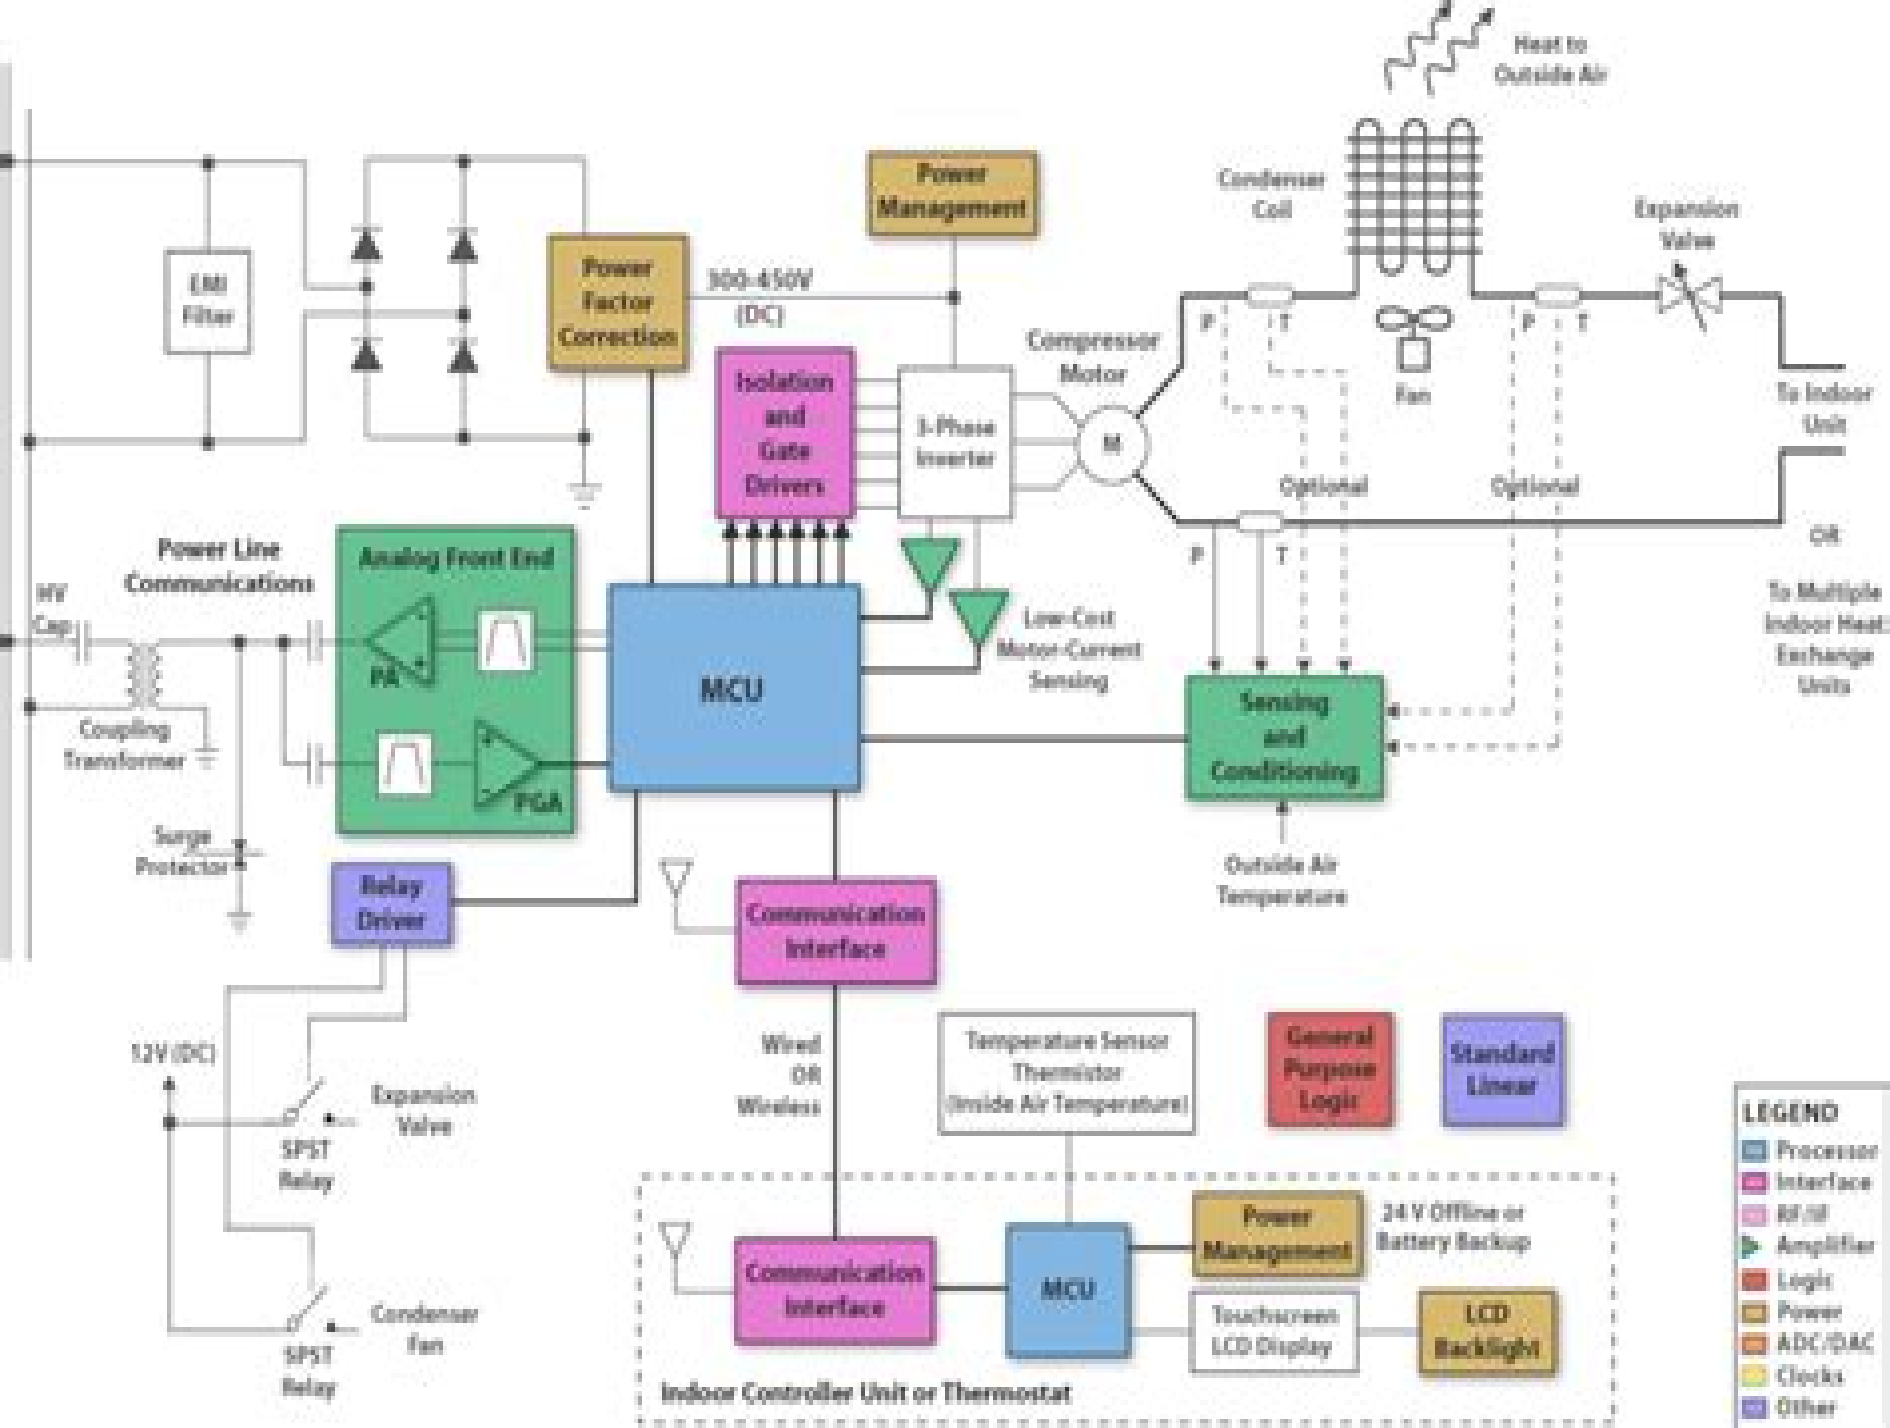 Heat to
Outside Air
Condenser
Coil
Expansion
Valve
Power
Management
EMI
Filter
Power
Factor
Correction
300-450V
(DC)
Isolation
and
Gate
Drivers
3-Phase
Inverter
Compressor
Motor
M
P
T
Fan
P
T
To Indoor
Unit
Optional
Optional
P
T
OR
To Multiple
Indoor Heat
Exchange
Units
Power Line
Communications
HV
Cap
Analog Front End
PA
PGA
MCU
Low-Cost
Motor-Current
Sensing
Sensing
and
Conditioning
Coupling
Transformer
Surge
Protector
Relay
Driver
Outside Air
Temperature
Communication
Interface
12V (DC)
Expansion
Valve
SPST
Relay
Condenser
Fan
SPST
Relay
Wired
OR
Wireless
Temperature Sensor
Thermistor
(Inside Air Temperature)
General
Purpose
Logic
Standard
Linear
Communication
Interface
MCU
Power
Management
24 V Offline or
Battery Backup
Touchscreen
LCD Display
LCD
Backlight
Indoor Controller Unit or Thermostat
LEGEND
Processor
Interface
RF/IF
Amplifier
Logic
Power
ADC/DAC
Clocks
Other